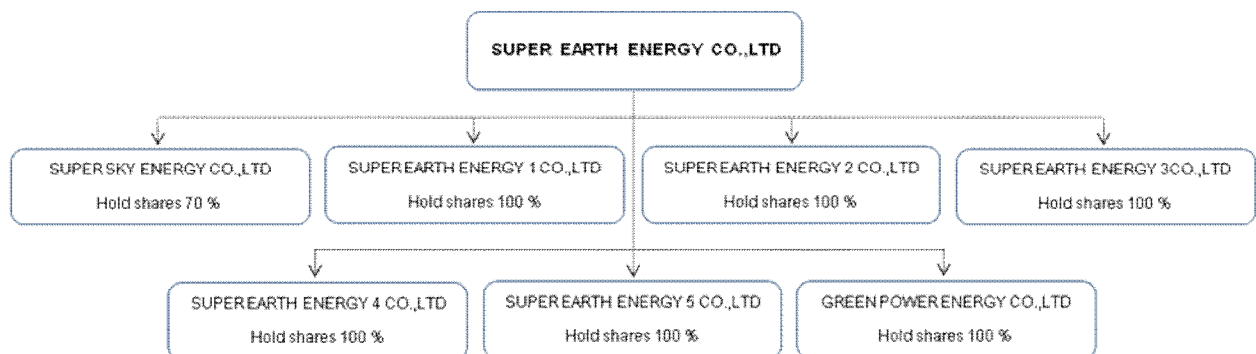 SUPER EARTH ENERGY CO.,LTD
SUPER SKY ENERGY CO.,LTD
Hold shares 70 %
SUPER EARTH ENERGY 1 CO.,LTD
Hold shares 100 %
SUPER EARTH ENERGY 2 CO.,LTD
Hold shares 100 %
SUPER EARTH ENERGY 3CO.,LTD
Hold shares 100 %
SUPER EARTH ENERGY 4 CO.,LTD
Hold shares 100 %
SUPER EARTH ENERGY 5 CO.,LTD
Hold shares 100 %
GREEN POWER ENERGY CO.,LTD
Hold shares 100 %